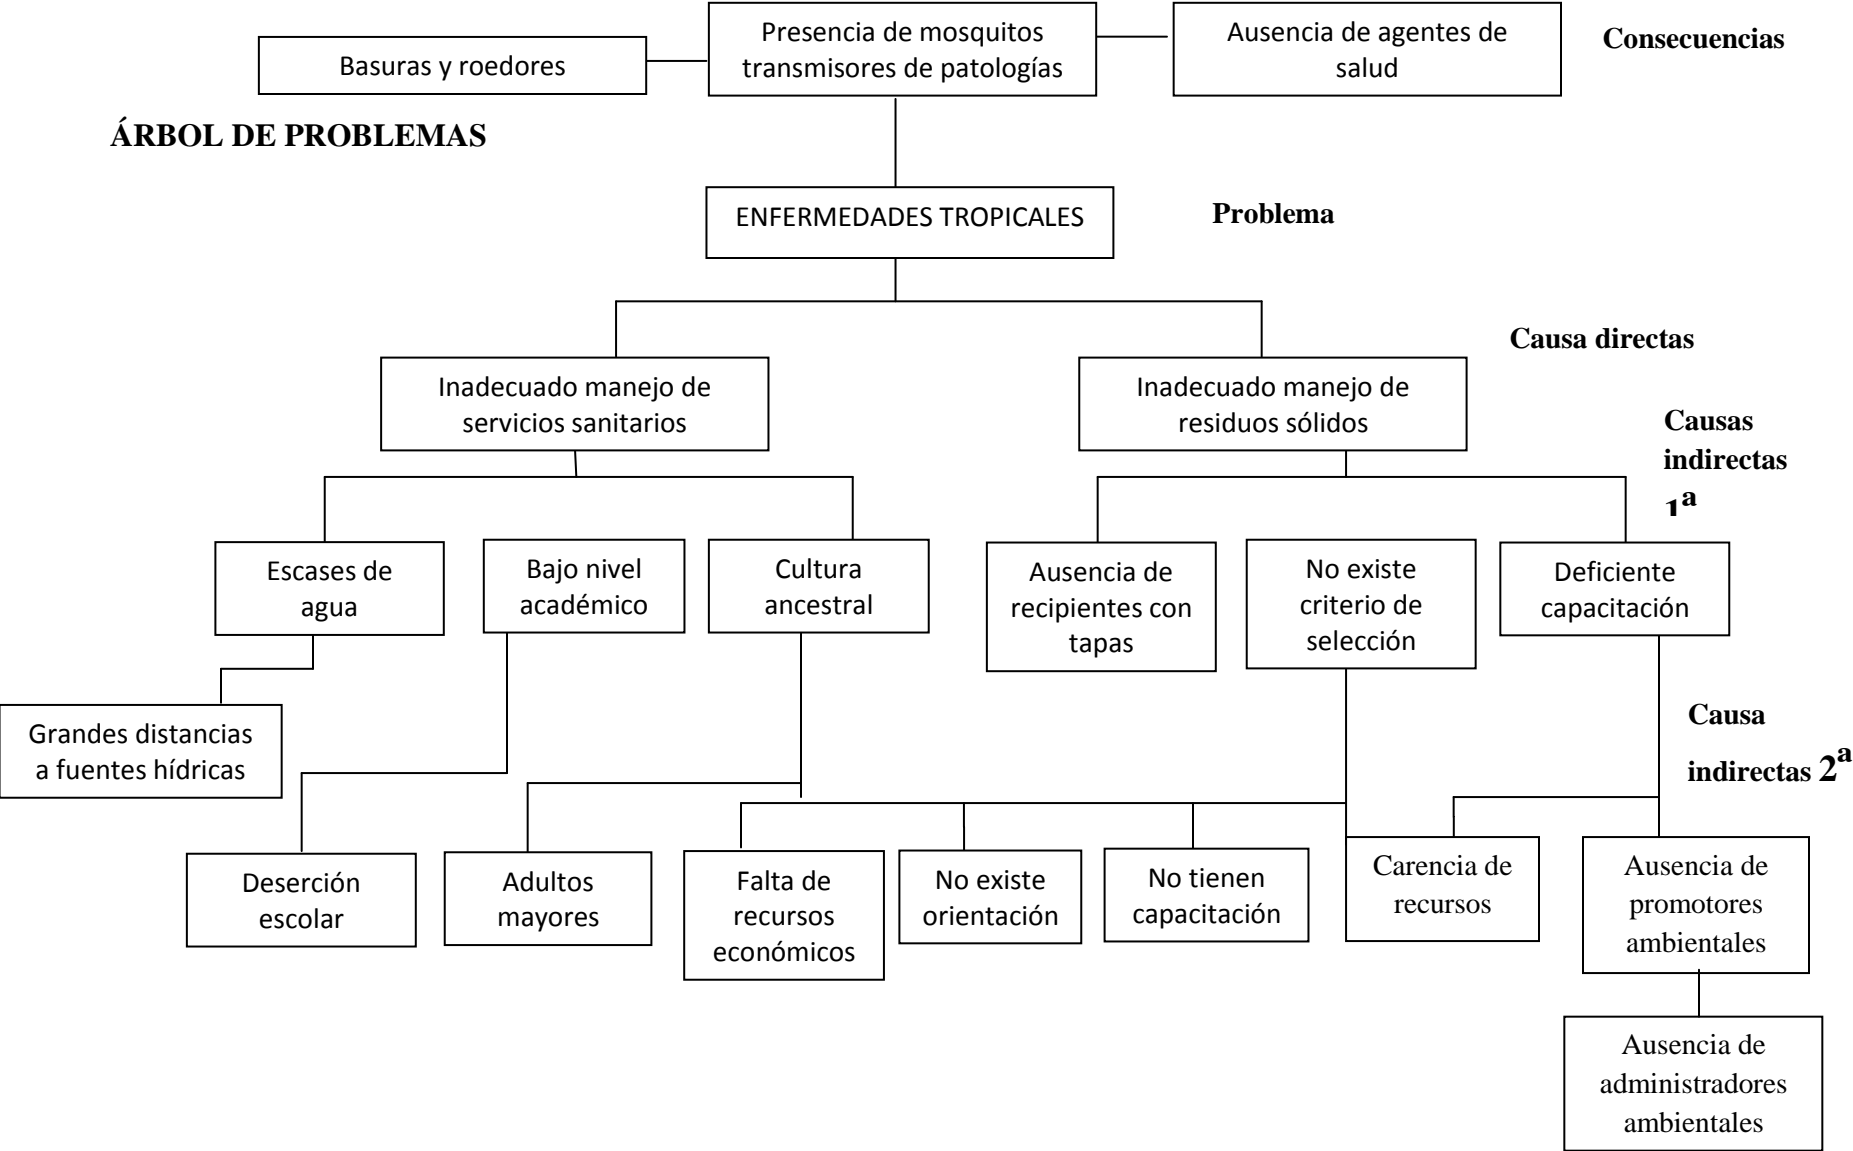 Presencia de mosquitos
transmisores de patologías
Ausencia de agentes de
salud
Consecuencias
Basuras y roedores
ÁRBOL DE PROBLEMAS
ENFERMEDADES TROPICALES
Problema
Causa directas
Inadecuado manejo de
servicios sanitarios
Inadecuado manejo de
residuos sólidos
Causas
indirectas
1ª
Escases de
agua
Bajo nivel
académico
Cultura
ancestral
Ausencia de
recipientes con
tapas
No existe
criterio de
selección
Deficiente
capacitación
Grandes distancias
a fuentes hídricas
Causa
indirectas 2ª
Deserción
escolar
Adultos
mayores
Falta de
recursos
económicos
No existe
orientación
No tienen
capacitación
Carencia de
recursos
Ausencia de
promotores
ambientales
Ausencia de
administradores
ambientales